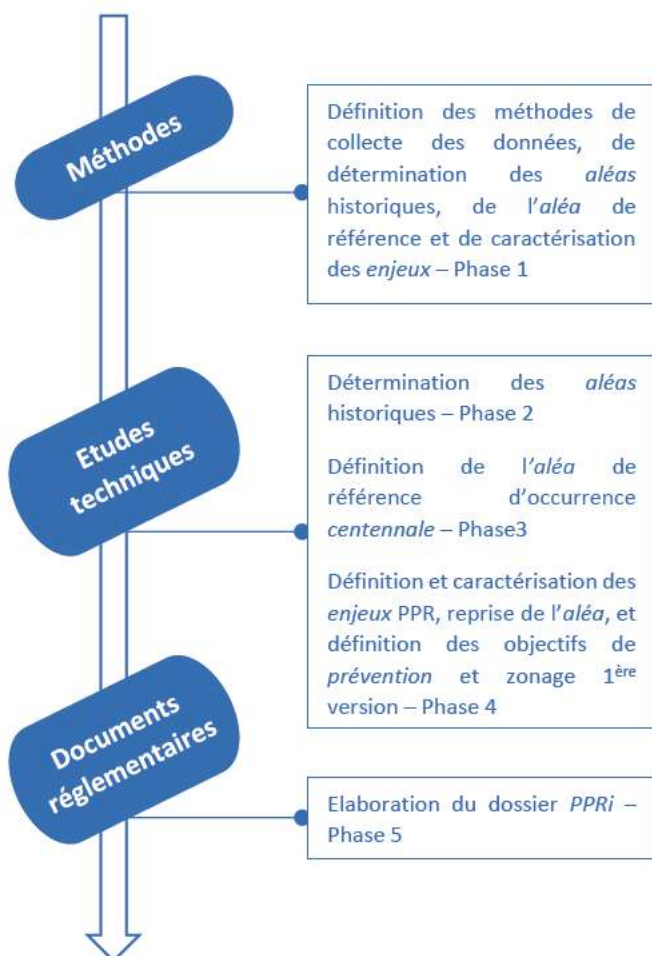 Méthodes
Définition des méthodes de
collecte des données, de
détermination des aléas
historiques, de l'aléa de
référence et de caractérisation
des enjeux – Phase 1
Etudes
techniques
Détermination des aléas
historiques – Phase 2
Définition de l'aléa de
référence d'occurrence
centennale – Phase3
Définition et caractérisation des
enjeux PPR, reprise de l'aléa, et
définition des objectifs de
prévention et zonage 1ère
version – Phase 4
Documents
réglementaires
Elaboration du dossier PPRi –
Phase 5